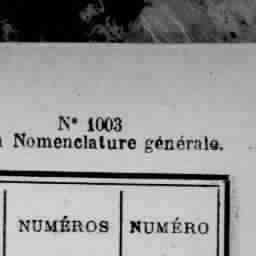 N° 1003
Nomenclature générale.
NUMÉROS NUMÉRO